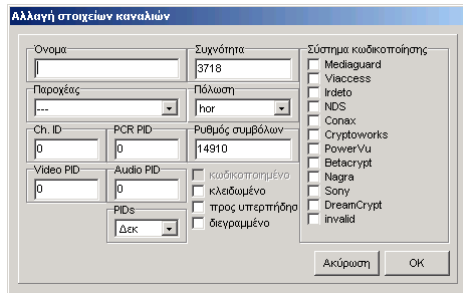 Αλλαγή στοιχείων καναλιών
Όνομα
Συχνότητα
3718
Παροχέας
---
Πόλωση
hor
Ch. ID
0
PCR PID
0
Ρυθμός συμβόλων
14910
Video PID
0
Audio PID
0
PIDs
Δεκ
κωδικοποιημένο
κλειδωμένο
προς υπερπήδησ
διεγραμμένο
Σύστημα κωδικοποίησης
Mediaguard
Viaccess
Irdeto
NDS
Conax
Cryptoworks
PowerVu
Betacrypt
Nagra
Sony
DreamCrypt
invalid
Ακύρωση
OK